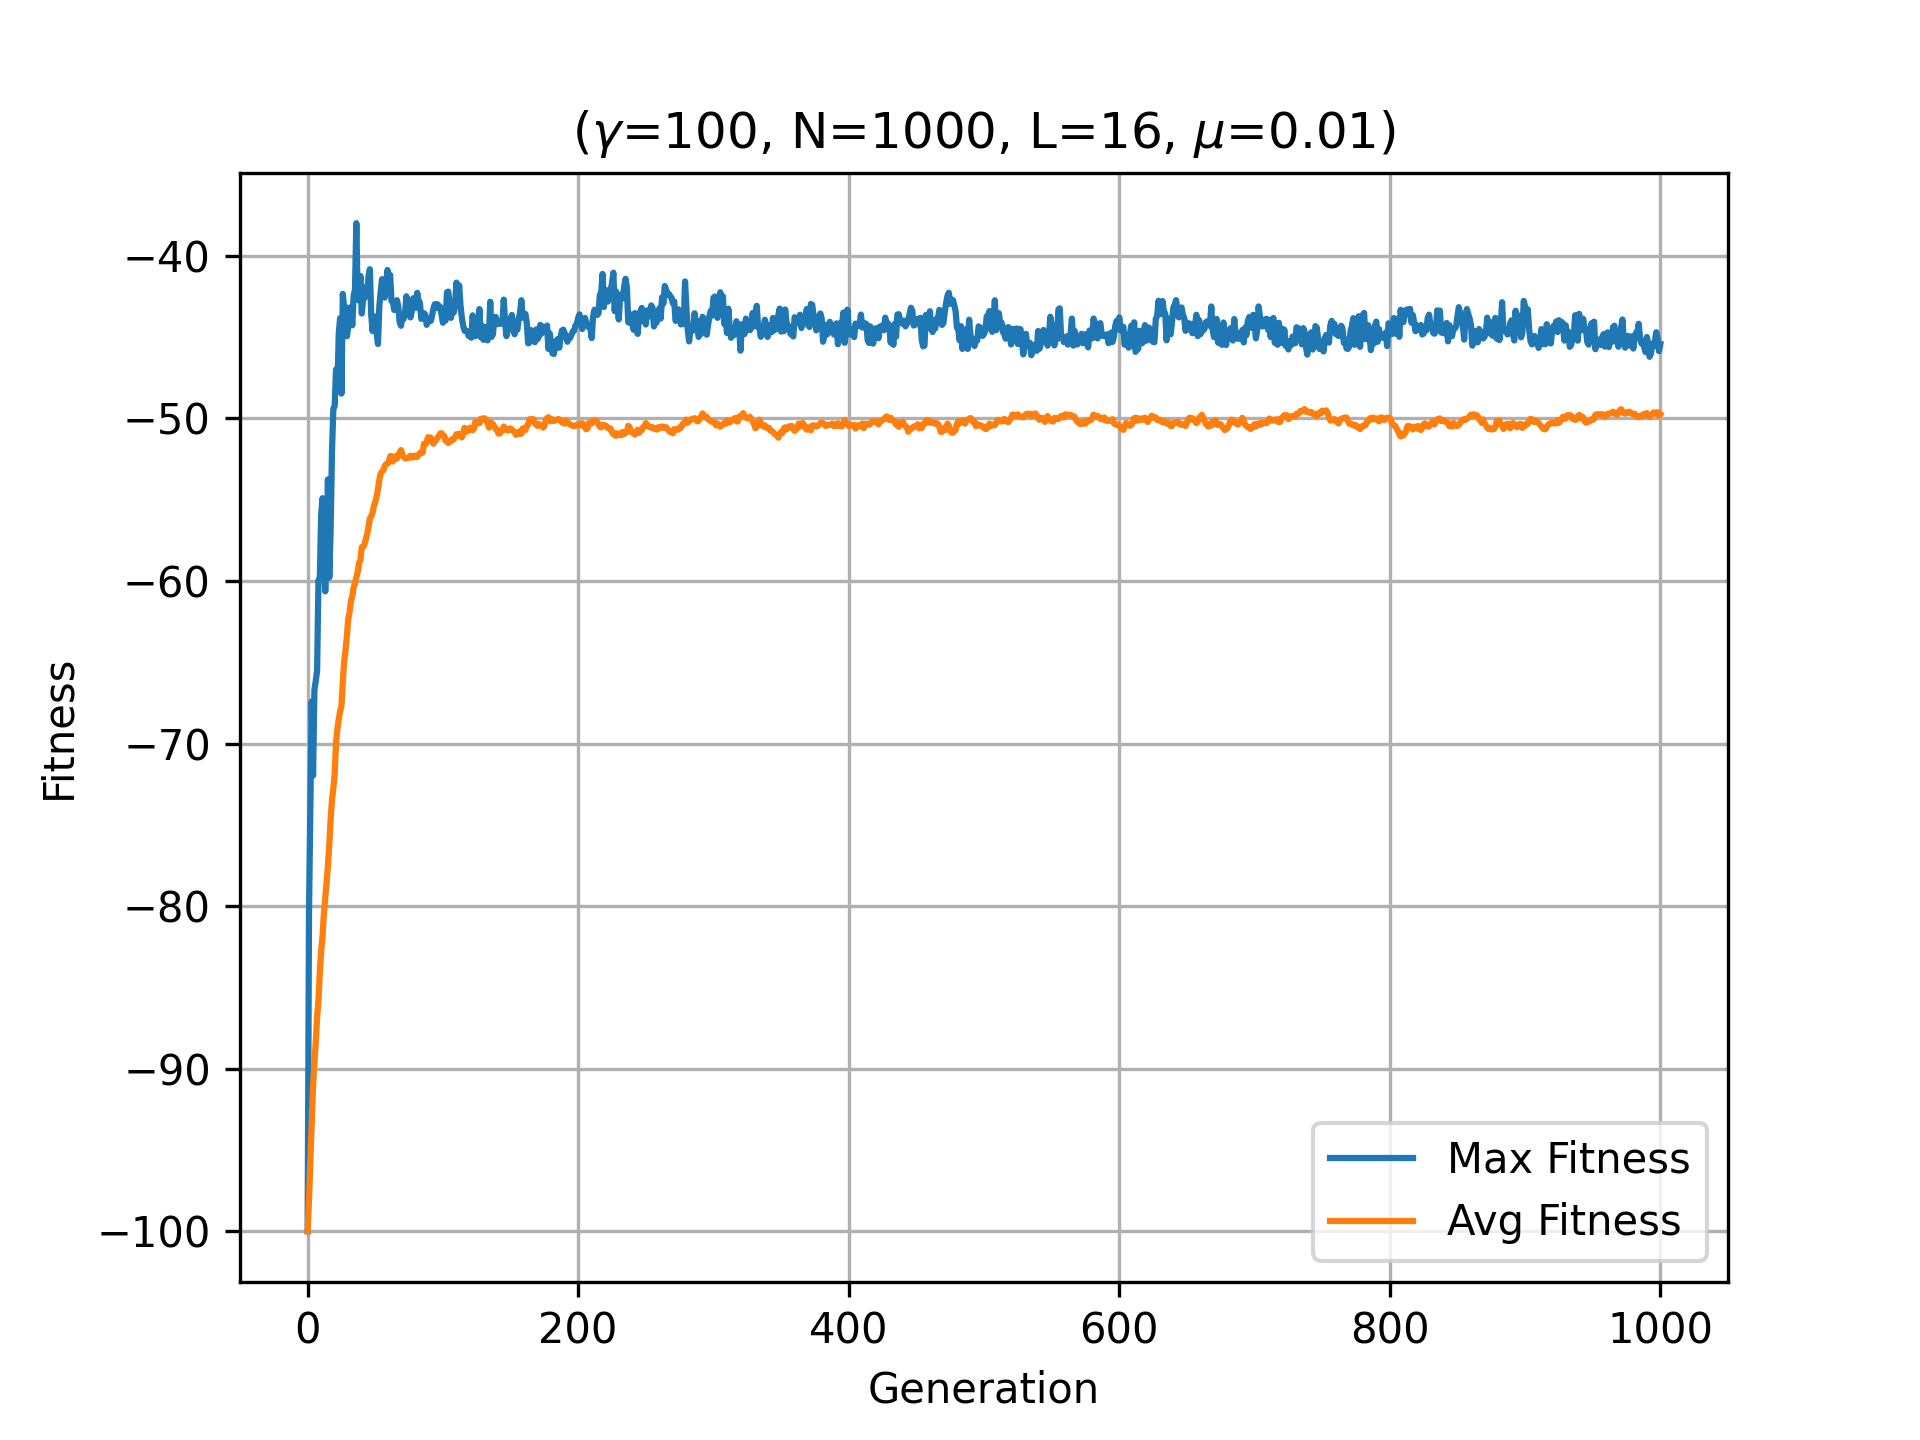 (γ=100, N=1000, L=16, μ=0.01)
Fitness
−40
−50
−60
−70
−80
−90
−100
Max Fitness
Avg Fitness
0 200 400 600 800 1000
Generation